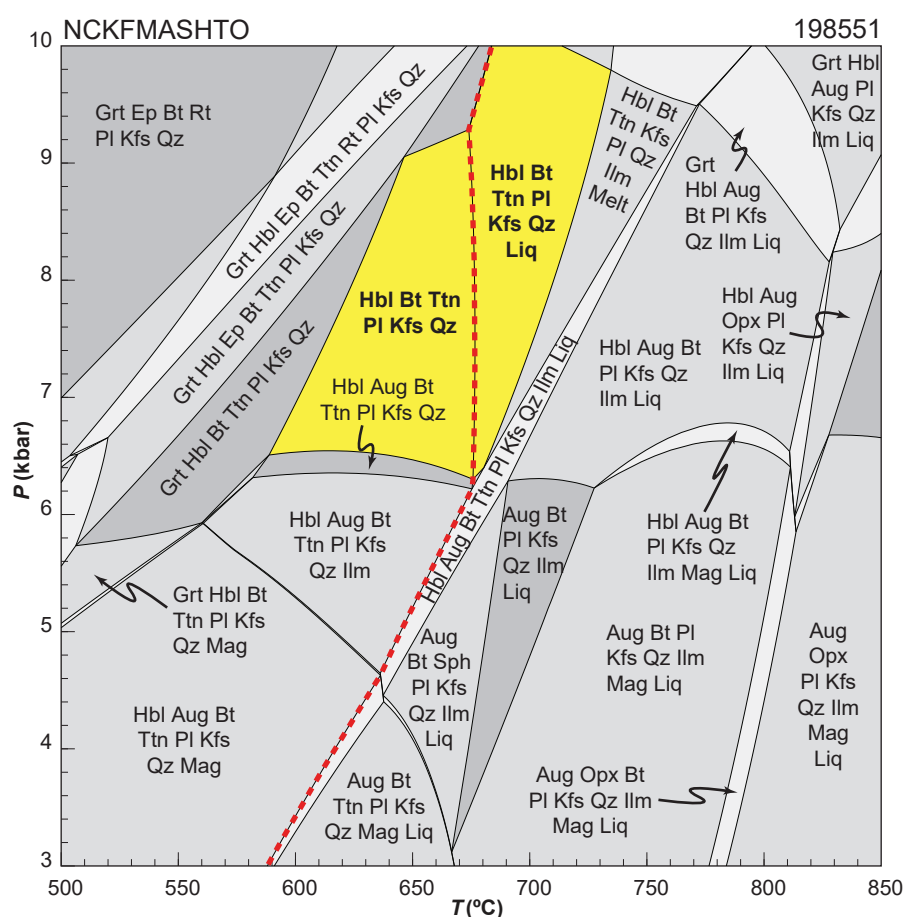 NCKFMASHTO
198551
10
9
8
7
6
5
4
3
P (kbar)
500
550
600
650
700
750
800
850
T (ºC)
Grt Ep Bt Rt
Pl Kfs Qz
Grt Hbl Ep Bt Ttn Rt Pl Kfs Qz
Grt Hbl Ep Bt Ttn Pl Kfs Qz
Grt Hbl Bt Ttn Pl Kfs Qz
Hbl Bt
Ttn Pl
Kfs Qz
Liq
Hbl Bt Ttn
Pl Kfs Qz
Hbl Aug Bt
Ttn Pl Kfs Qz
Hbl Bt
Ttn Kfs
Pl Qz
Ilm
Melt
Grt
Hbl Aug
Bt Pl Kfs
Qz Ilm Liq
Grt Hbl
Aug Pl
Kfs Qz
Ilm Liq
Hbl Aug
Opx Pl
Kfs Qz
Ilm Liq
Hbl Aug Bt
Pl Kfs Qz
Ilm Liq
Hbl Aug Bt Ttn Pl Kfs Qz Ilm Liq
Hbl Aug Bt
Ttn Pl Kfs
Qz Ilm
Aug Bt
Pl Kfs
Qz Ilm
Liq
Hbl Aug Bt
Pl Kfs Qz
Ilm Mag Liq
Grt Hbl Bt
Ttn Pl Kfs
Qz Mag
Aug
Bt Sph
Pl Kfs
Qz Ilm
Liq
Aug Bt Pl
Kfs Qz Ilm
Mag Liq
Aug
Opx
Pl Kfs
Qz Ilm
Mag
Liq
Hbl Aug Bt
Ttn Pl Kfs
Qz Mag
Aug Bt
Ttn Pl Kfs
Qz Mag Liq
Aug Opx Bt
Pl Kfs Qz Ilm
Mag Liq